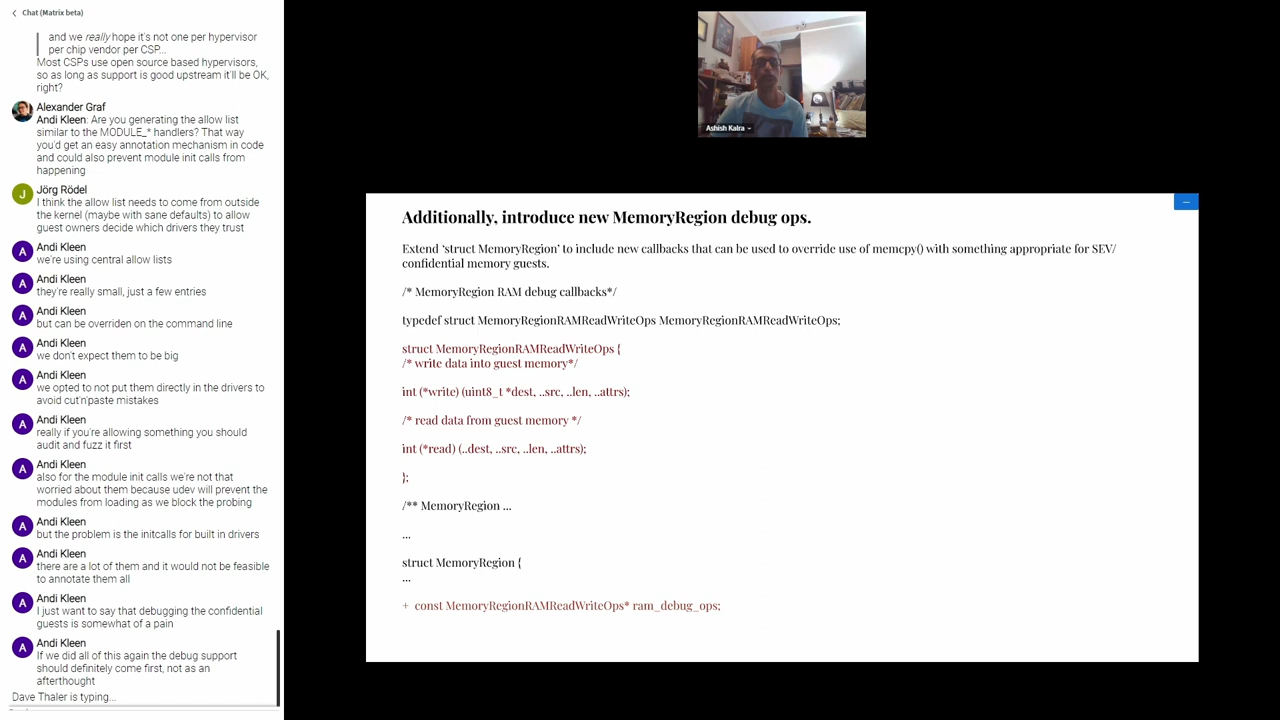 Chat (Matrix beta)
and we really hope it's not one per hypervisor
per chip vendor per CSP...
Most CSPs use open source based hypervisors,
so as long as support is good upstream it'll be OK,
right?
Alexander Graf
Andi Kleen: Are you generating the allow list
similar to the MODULE_* handlers? That way
you'd get an easy annotation mechanism in code
and could also prevent module init calls from
happening
J
Jörg Rödel
I think the allow list needs to come from outside
the kernel (maybe with sane defaults) to allow
guest owners decide which drivers they trust
A
Andi Kleen
we're using central allow lists
A
Andi Kleen
they're really small, just a few entries
A
Andi Kleen
but can be overriden on the command line
A
Andi Kleen
we don't expect them to be big
A
Andi Kleen
we opted to not put them directly in the drivers to
avoid cut'n'paste mistakes
A
Andi Kleen
really if you're allowing something you should
audit and fuzz it first
A
Andi Kleen
also for the module init calls we're not that
worried about them because udev will prevent the
modules from loading as we block the probing
A
Andi Kleen
but the problem is the initcalls for built in drivers
A
Andi Kleen
there are a lot of them and it would not be feasible
to annotate them all
A
Andi Kleen
I just want to say that debugging the confidential
guests is somewhat of a pain
A
Andi Kleen
If we did all of this again the debug support
should definitely come first, not as an
afterthought
Dave Thaler is typing...
Ashish Kalra
Additionally, introduce new MemoryRegion debug ops.
Extend ‘struct MemoryRegion’ to include new callbacks that can be used to override use of memcpy() with something appropriate for SEV/
confidential memory guests.
/* MemoryRegion RAM debug callbacks*/
typedef struct MemoryRegionRAMReadWriteOps MemoryRegionRAMReadWriteOps;
struct MemoryRegionRAMReadWriteOps {
/* write data into guest memory*/
int (*write) (uint8_t *dest, ..src, ..len, ..attrs);
/* read data from guest memory */
int (*read) (..dest, ..src, ..len, ..attrs);
};
/** MemoryRegion ...
...
struct MemoryRegion {
...
+ const MemoryRegionRAMReadWriteOps* ram_debug_ops;